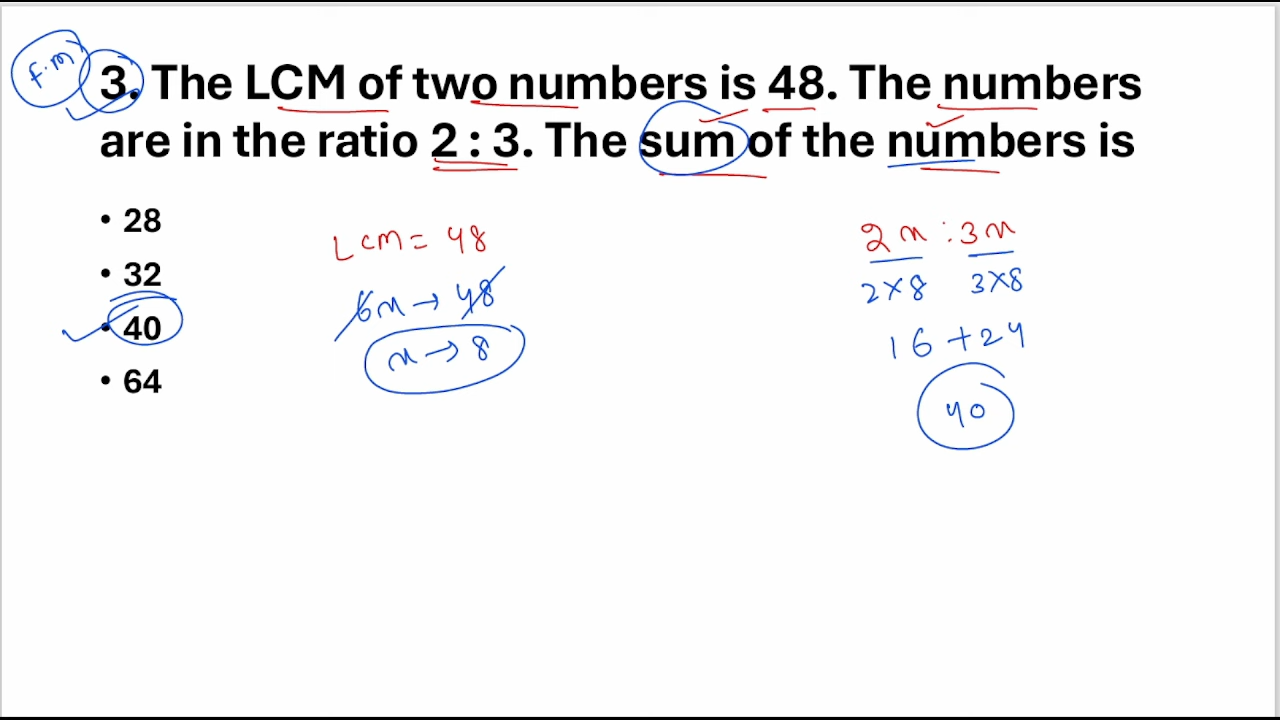 F.M
3. The LCM of two numbers is 48. The numbers
are in the ratio 2 : 3. The sum of the numbers is
• 28
• 32
• 40
• 64
LCM = 48
6x → 48
x → 8
2x : 3x
2×8 3×8
16 + 24
40